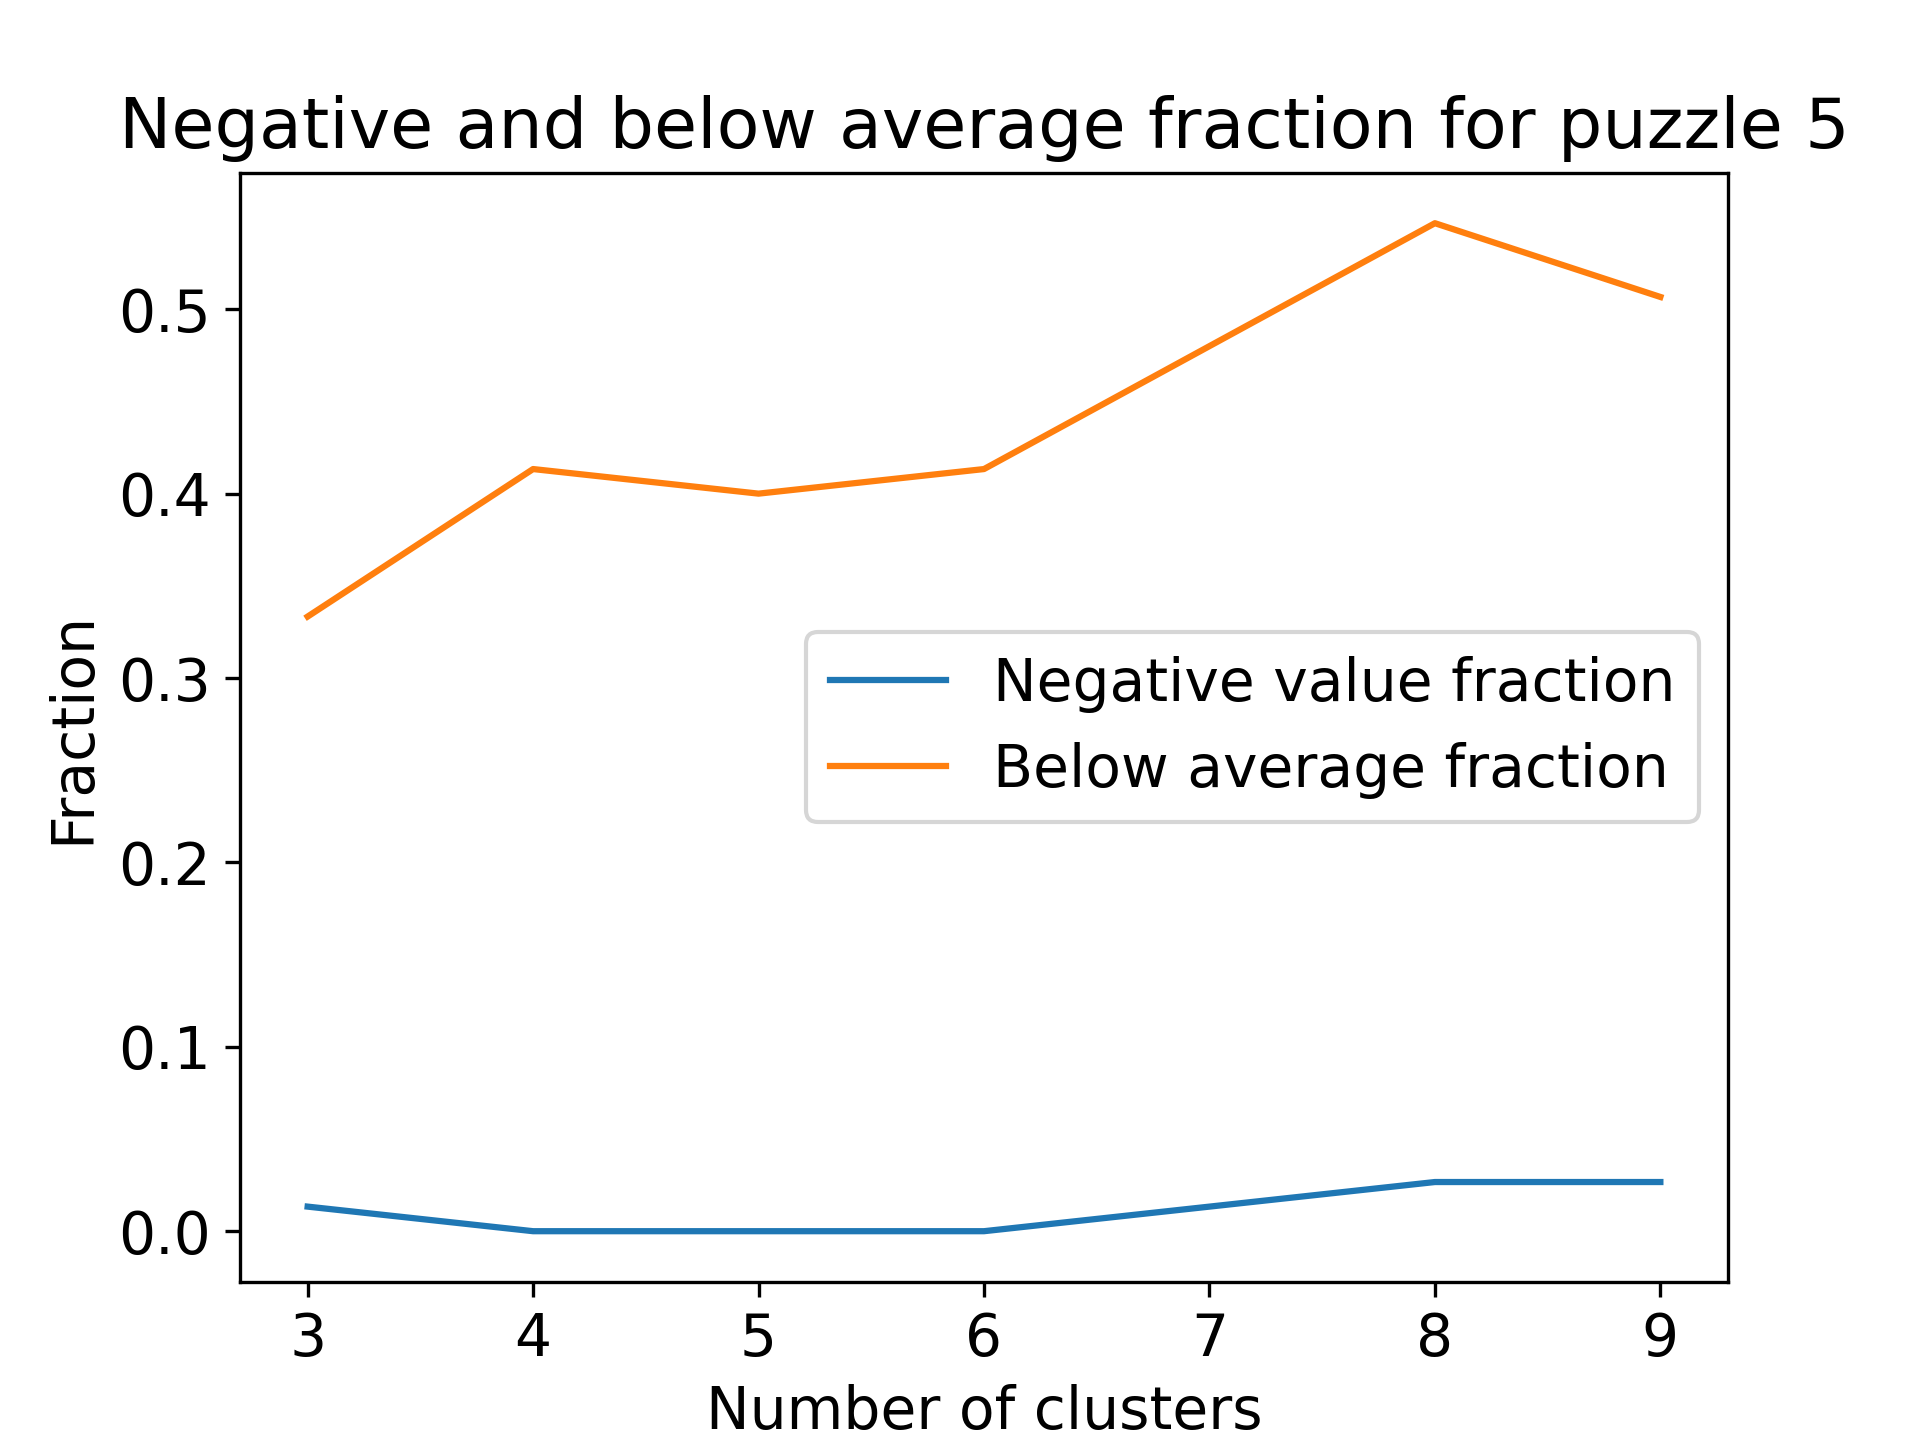 Negative and below average fraction for puzzle 5
Fraction
0.5
0.4
0.3
0.2
0.1
0.0
Negative value fraction
Below average fraction
3 4 5 6 7 8 9
Number of clusters